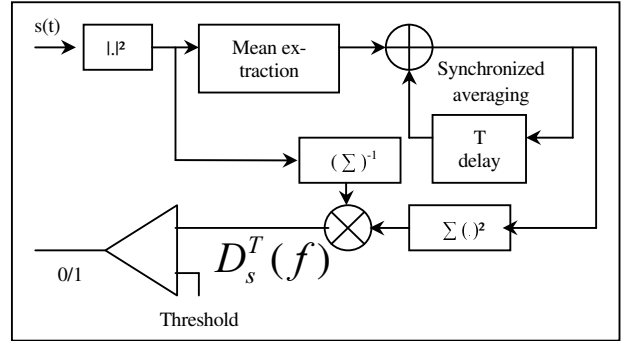 s(t)
|.|²
Mean ex-
traction
Synchronized
averaging
T
delay
( ∑ )⁻¹
∑ (.)²
D_s^T(f)
0/1
Threshold